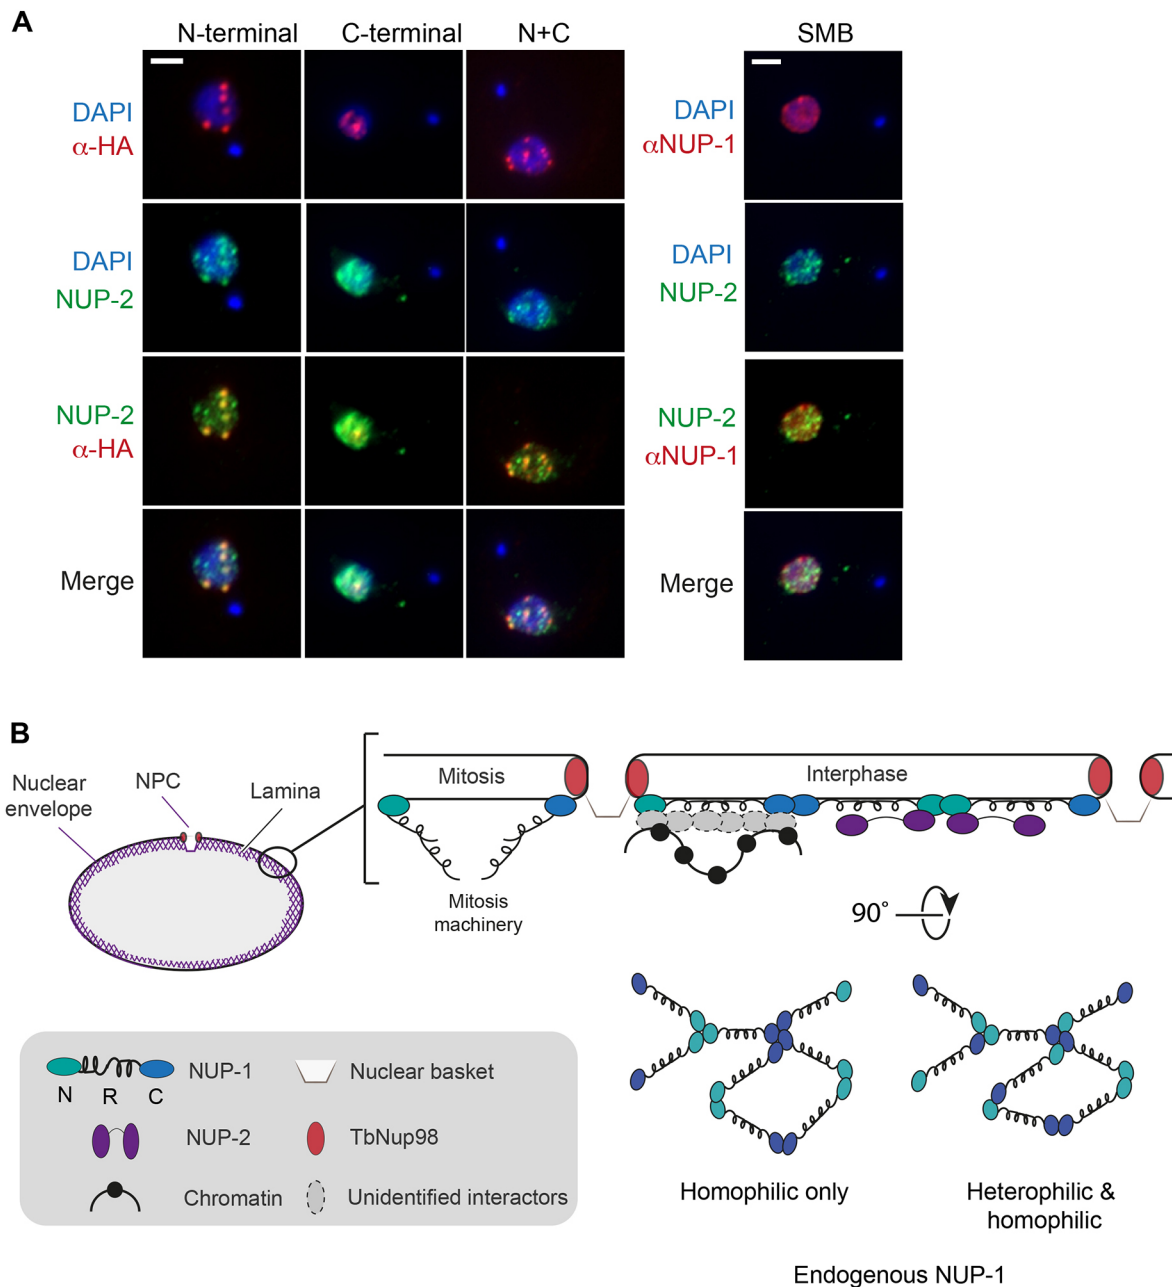 A
N-terminal
C-terminal
N+C
SMB
DAPI
α-HA
DAPI
αNUP-1
DAPI
NUP-2
DAPI
NUP-2
NUP-2
α-HA
NUP-2
αNUP-1
Merge
Merge
B
Nuclear
envelope
NPC
Lamina
Mitosis
Interphase
Mitosis
machinery
90°
NUP-1
N R C
Nuclear basket
NUP-2
TbNup98
Chromatin
Unidentified interactors
Homophilic only
Heterophilic &
homophilic
Endogenous NUP-1